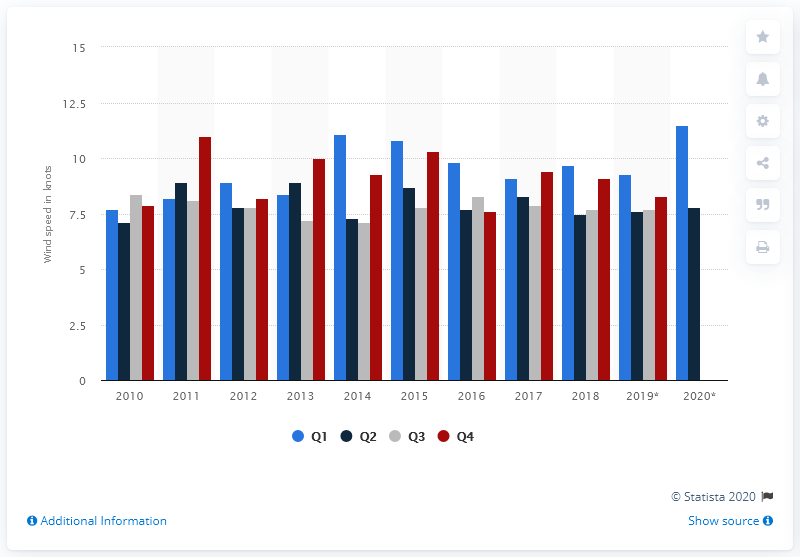 15
12.5
10
7.5
5
2.5
0
Wind speed in knots
2010 2011 2012 2013 2014 2015 2016 2017 2018 2019* 2020*
Q1 Q2 Q3 Q4
© Statista 2020
Additional Information Show source